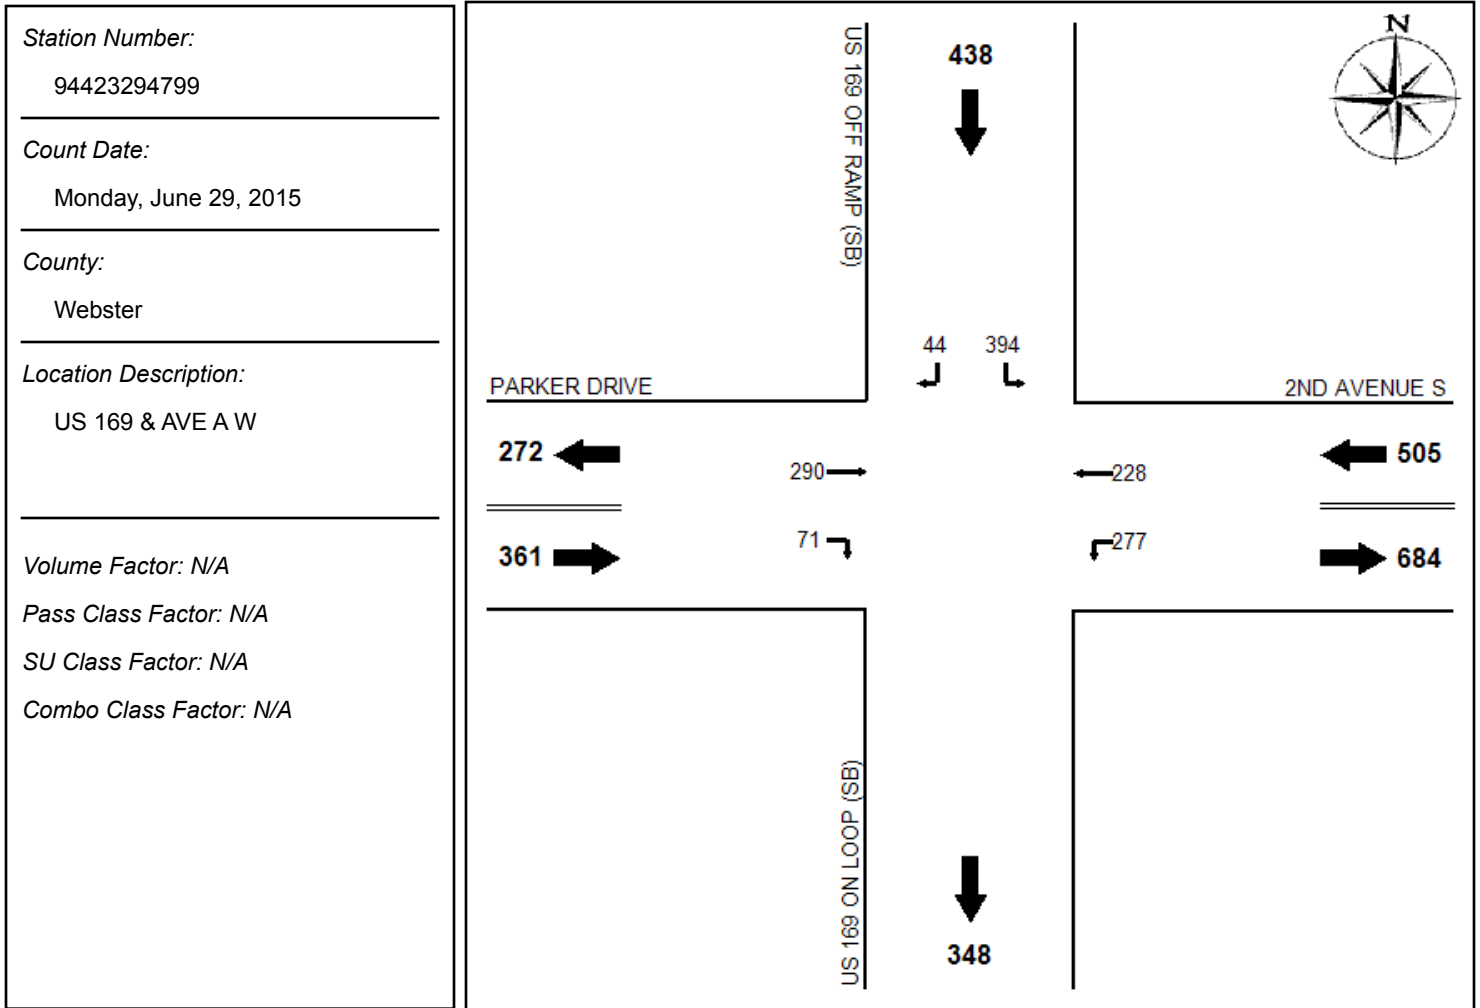 Station Number:
94423294799
Count Date:
Monday, June 29, 2015
County:
Webster
Location Description:
US 169 & AVE A W
Volume Factor: N/A
Pass Class Factor: N/A
SU Class Factor: N/A
Combo Class Factor: N/A
N
US 169 OFF RAMP (SB)
438
44 394
PARKER DRIVE
2ND AVENUE S
272
290
228
505
361
71
277
684
US 169 ON LOOP (SB)
348